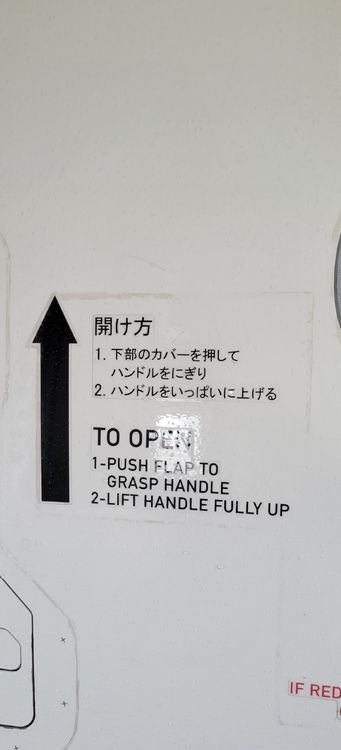 開け方
1. 下部のカバーを押して
ハンドルをにぎり
2. ハンドルをいっぱいに上げる
TO OPEN
1-PUSH FLAP TO
GRASP HANDLE
2-LIFT HANDLE FULLY UP
IF RED